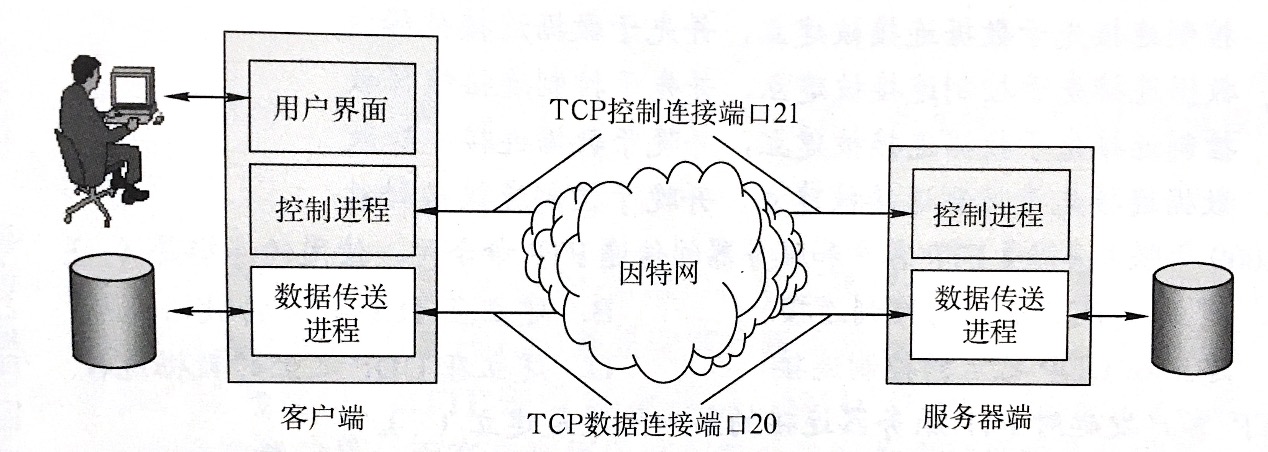 用户界面
TCP控制连接端口21
控制进程
控制进程
因特网
数据传送
进程
数据传送
进程
客户端
TCP数据连接端口20
服务器端